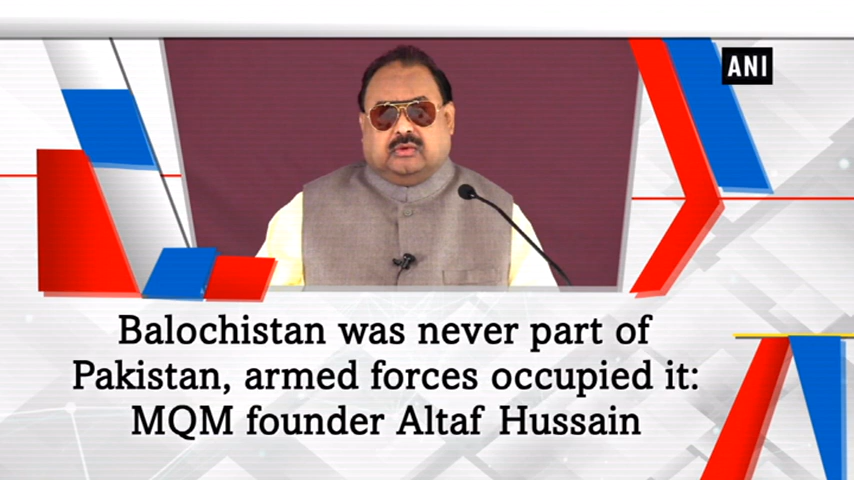 ANI
Balochistan was never part of
Pakistan, armed forces occupied it:
MQM founder Altaf Hussain